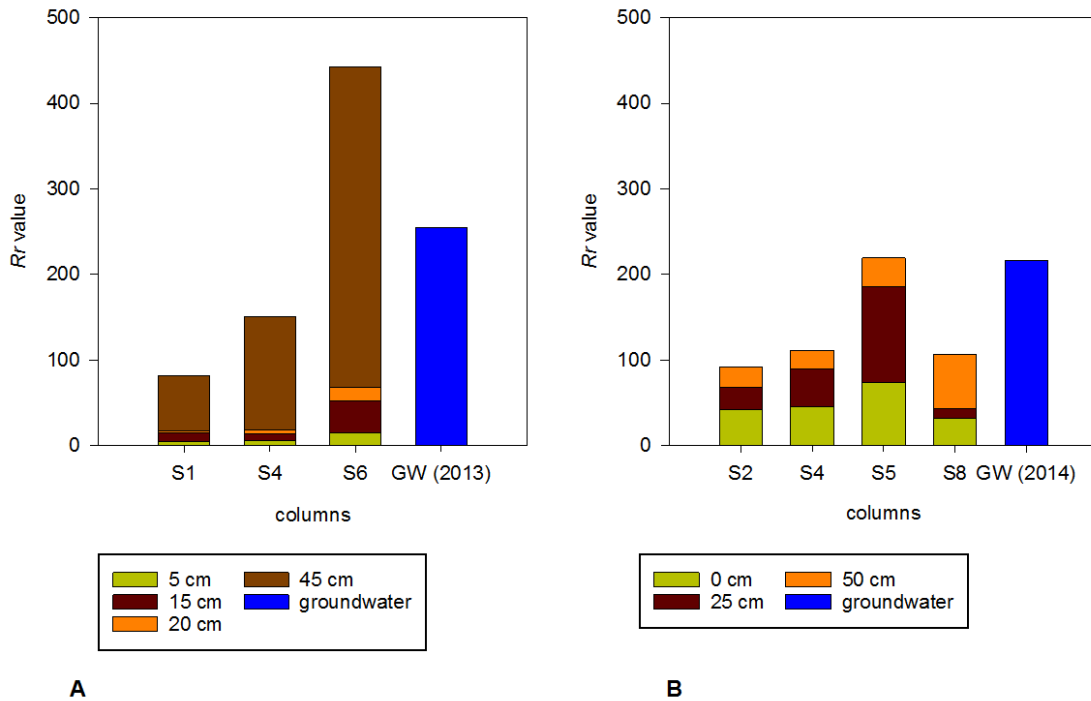 500
400
300
200
100
0
Rr value
S1 S4 S6 GW (2013)
columns
5 cm 45 cm
15 cm groundwater
20 cm
A
500
400
300
200
100
0
Rr value
S2 S4 S5 S8 GW (2014)
columns
0 cm 50 cm
25 cm groundwater
B